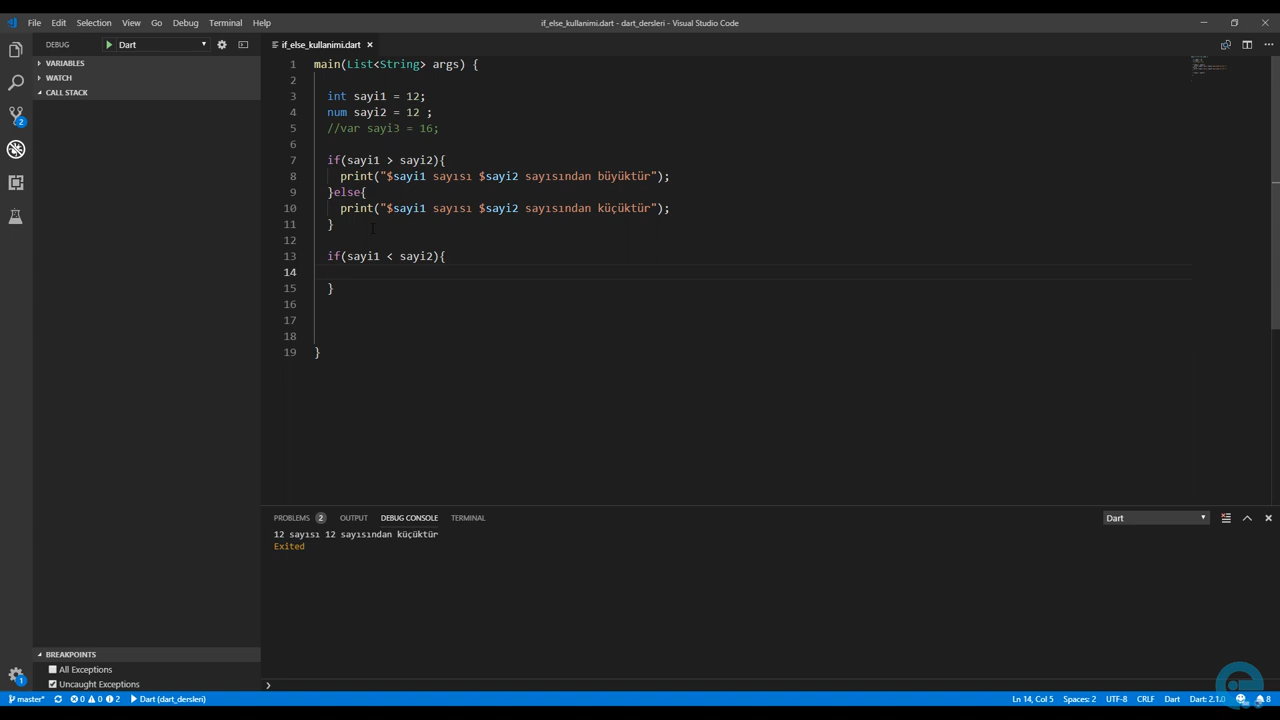 File Edit Selection View Go Debug Terminal Help
if_else_kullanimi.dart - dart_dersleri - Visual Studio Code
DEBUG Dart
if_else_kullanimi.dart
VARIABLES
WATCH
CALL STACK
1 main(List<String> args) {
2
3 int sayi1 = 12;
4 num sayi2 = 12 ;
5 //var sayi3 = 16;
6
7 if(sayi1 > sayi2){
8 print("$sayi1 sayısı $sayi2 sayısından büyüktür");
9 }else{
10 print("$sayi1 sayısı $sayi2 sayısından küçüktür");
11 }
12
13 if(sayi1 < sayi2){
14
15 }
16
17
18
19 }
PROBLEMS 2 OUTPUT DEBUG CONSOLE TERMINAL
Dart
12 sayısı 12 sayısından küçüktür
Exited
BREAKPOINTS
All Exceptions
Uncaught Exceptions
2
1
master* 0 0 2 Dart (dart_dersleri)
Ln 14, Col 5 Spaces: 2 UTF-8 CRLF Dart Dart: 2.1.0 8